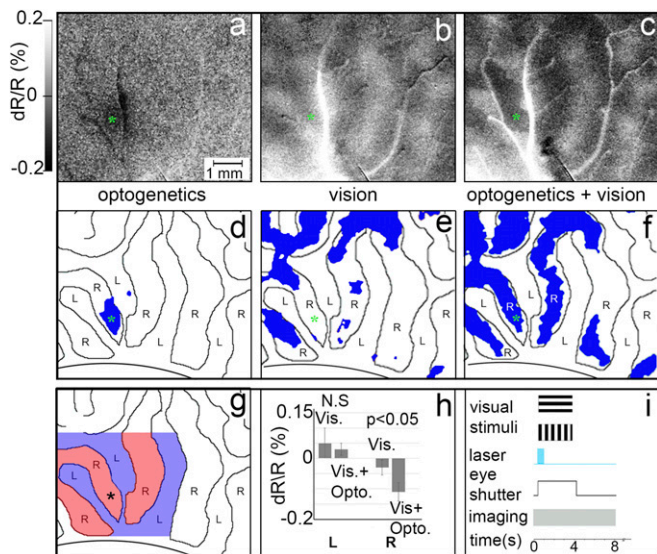 a b c
0.2
0
-0.2
dR/R (%)
*
1 mm
*
*
optogenetics vision optogenetics + vision
d e f
L R L R R L R L
*
L R L R R L R L
*
L R L R R L R L
*
g h i
L R L R R L R L
*
N.S
0.15
Vis. p<0.05
Vis.
0
dR\R (%)
Vis.+
Opto.
Vis+
Opto.
-0.2
L R
visual
stimuli
laser
eye
shutter
imaging
time(s) 0 4 8